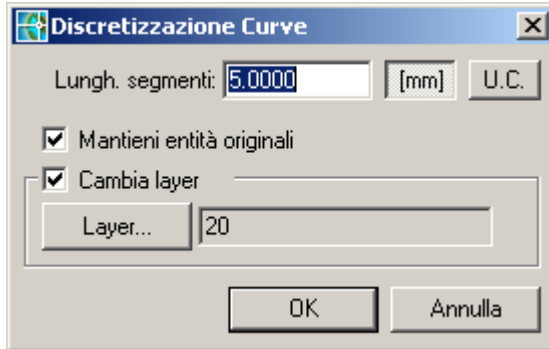 Discretizzazione Curve
Lungh. segmenti: 5.0000 [mm] U.C.
Mantieni entità originali
Cambia layer
Layer... 20
OK Annulla